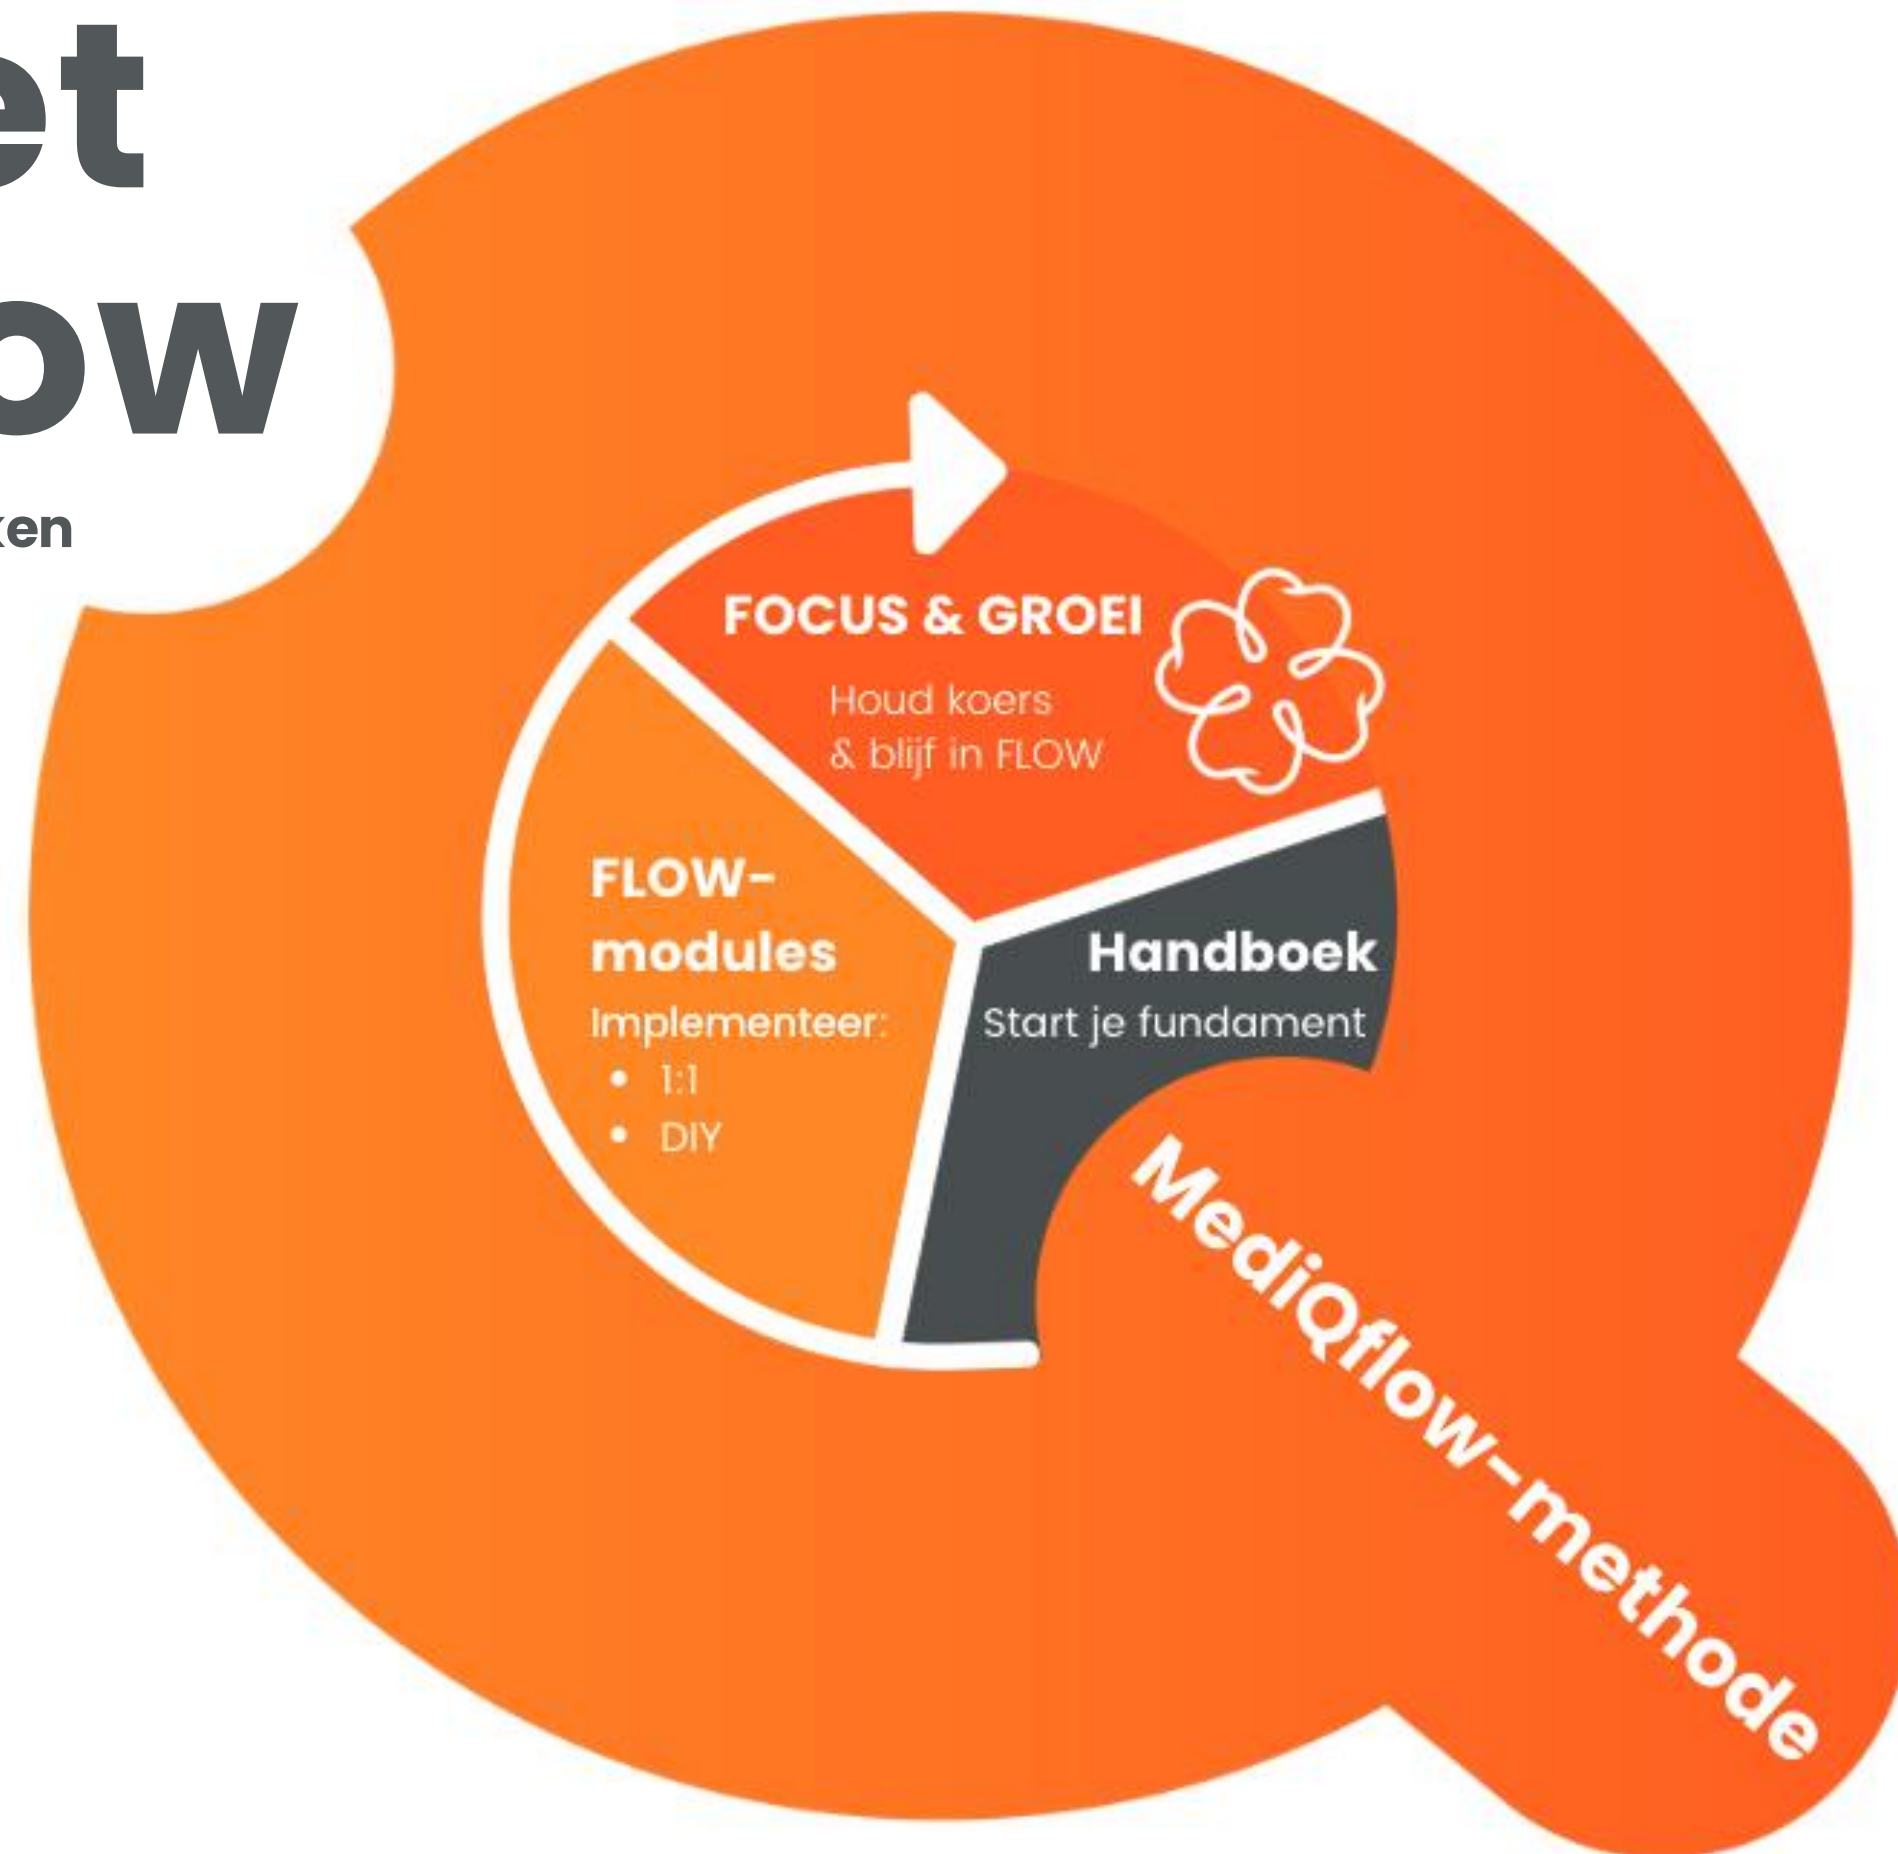 et
ow
ken
FOCUS & GROEI
Houd koers
& blijf in FLOW
FLOW-
modules
Implementeer:
• 1:1
• DIY
Handboek
Start je fundament
MediQflow-methode